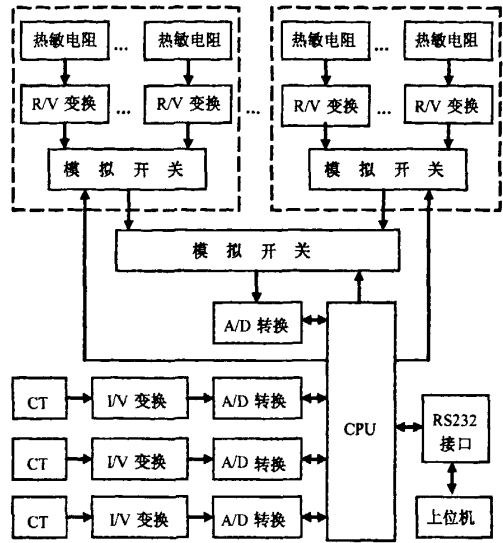 热敏电阻 ... 热敏电阻 热敏电阻 ... 热敏电阻
R/V 变换 ... R/V 变换 ... R/V 变换 ... R/V 变换
模 拟 开 关 模 拟 开 关
模 拟 开 关
A/D 转换
CT I/V 变换 A/D 转换
CPU RS232
接口
CT I/V 变换 A/D 转换
CT I/V 变换 A/D 转换 上位机